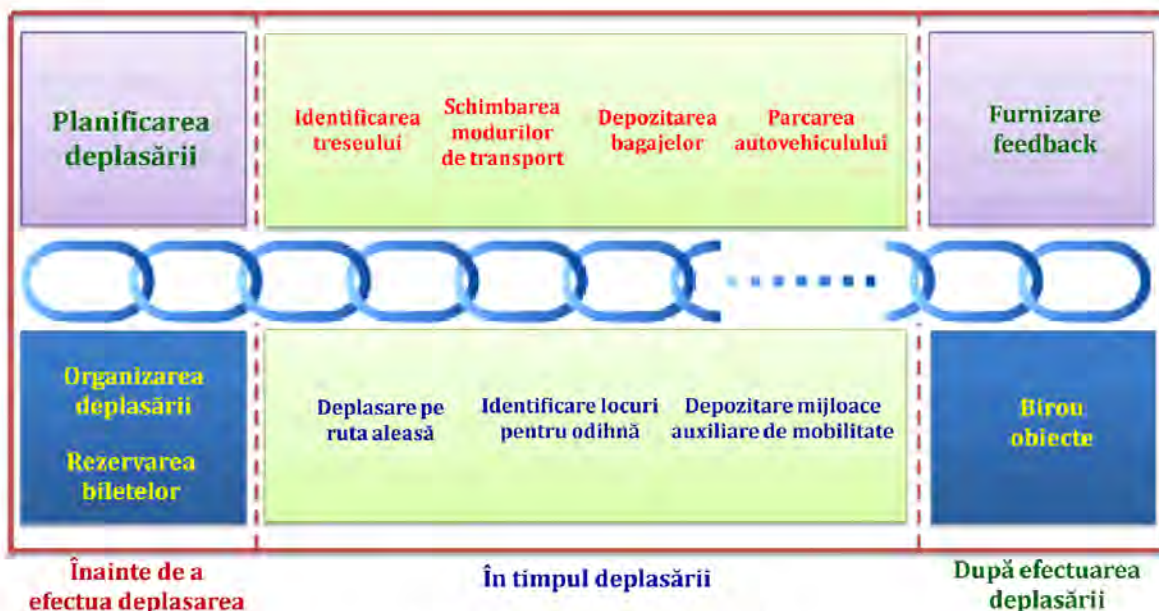 Planificarea
deplasării
Identificarea
treseului
Schimbarea
modurilor
de transport
Depozitarea
bagajelor
Parcarea
autovehiculului
Furnizare
feedback
Organizarea
deplasării
Rezervarea
biletelor
Deplasare pe
ruta aleasă
Identificare locuri
pentru odihnă
Depozitare mijloace
auxiliare de mobilitate
Birou
obiecte
Înainte de a
efectua deplasarea
În timpul deplasării
După efectuarea
deplasării